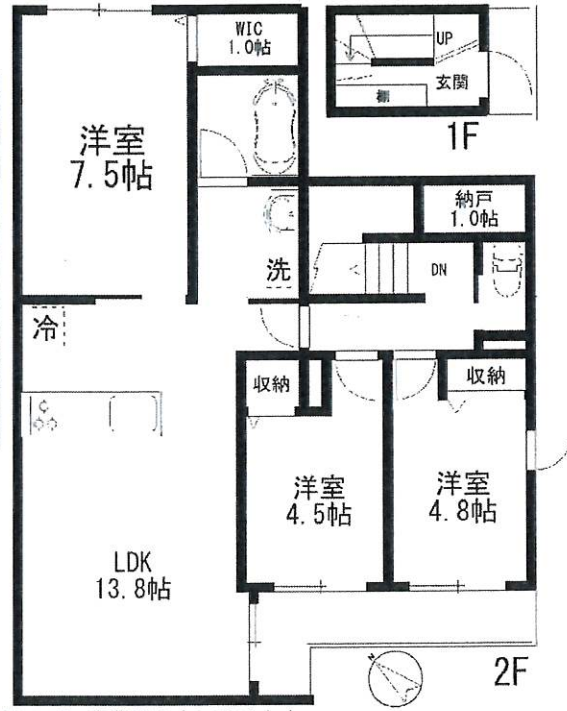 WIC
1.0帖
UP
玄関
棚
1F
洋室
7.5帖
納戸
1.0帖
洗
DN
冷
収納
収納
洋室
4.5帖
洋室
4.8帖
LDK
13.8帖
N
2F